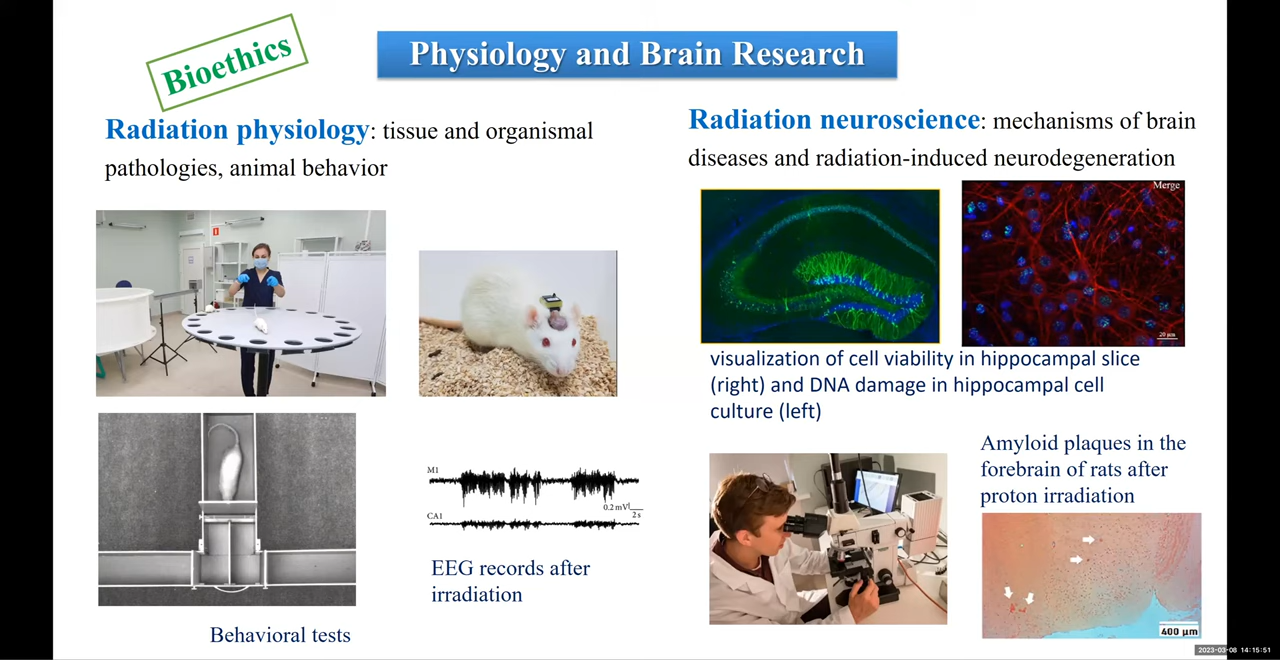 Bioethics
Physiology and Brain Research
Radiation physiology: tissue and organismal
pathologies, animal behavior
Radiation neuroscience: mechanisms of brain
diseases and radiation-induced neurodegeneration
Merge
20 μm
visualization of cell viability in hippocampal slice
(right) and DNA damage in hippocampal cell
culture (left)
M1
0.2 mV
2 s
CA1
EEG records after
irradiation
Behavioral tests
Amyloid plaques in the
forebrain of rats after
proton irradiation
400 μm
2023-03-08 14:15:51